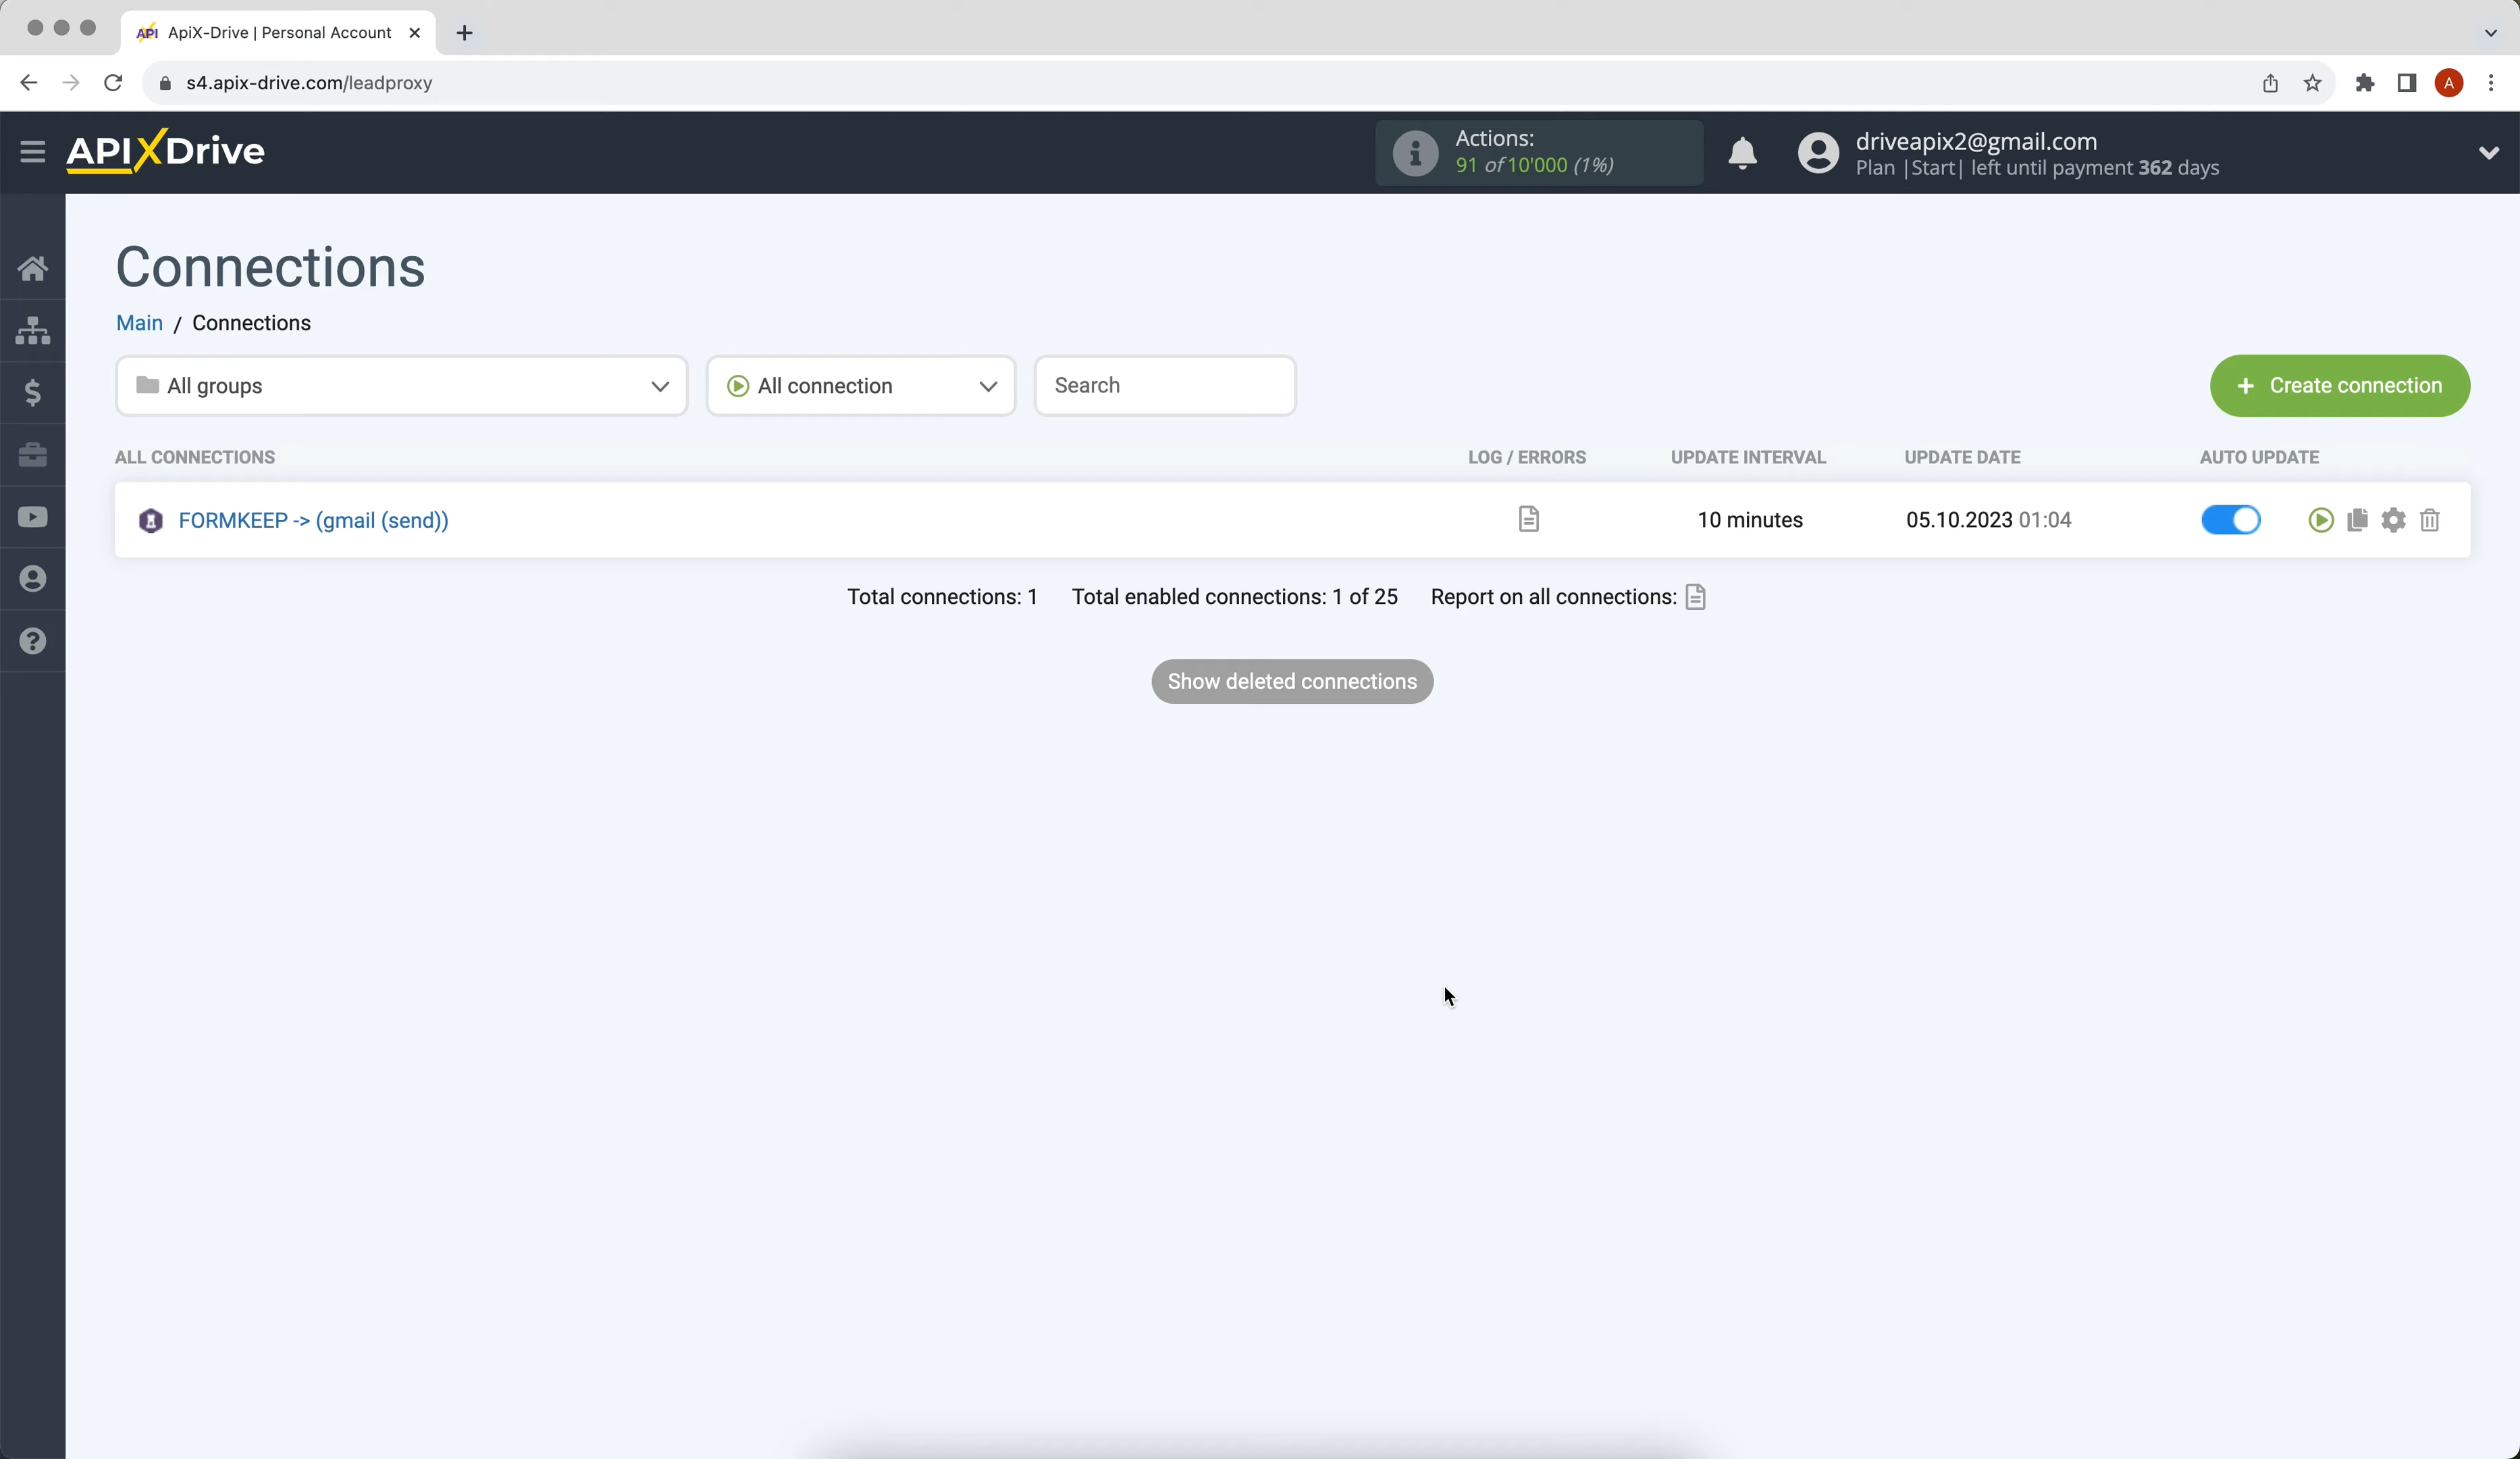 API ApiX-Drive | Personal Account
s4.apix-drive.com/leadproxy
A
APIXDrive
Actions:
91 of 10'000 (1%)
driveapix2@gmail.com
Plan |Start| left until payment 362 days
Connections
Main / Connections
All groups
All connection
Search
+ Create connection
ALL CONNECTIONS
LOG / ERRORS
UPDATE INTERVAL
UPDATE DATE
AUTO UPDATE
FORMKEEP -> (gmail (send))
10 minutes
05.10.2023 01:04
Total connections: 1
Total enabled connections: 1 of 25
Report on all connections:
Show deleted connections